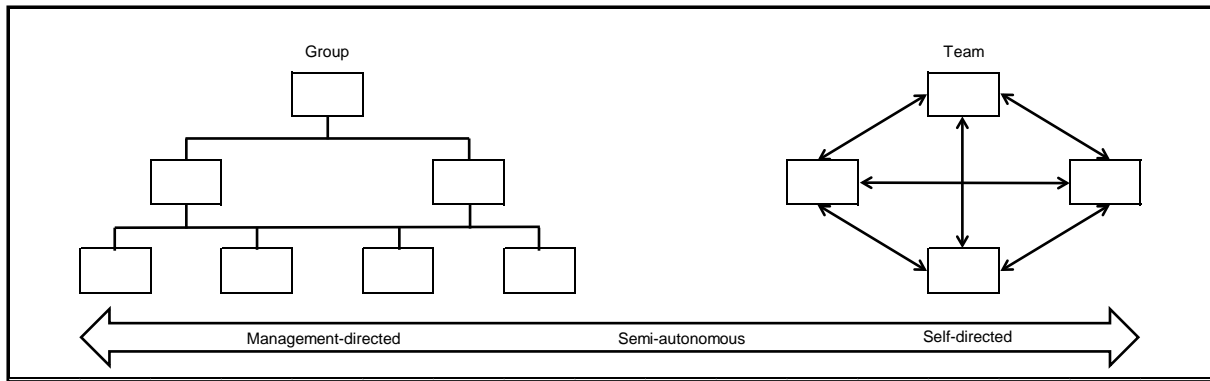 Group
Team
Management-directed
Semi-autonomous
Self-directed